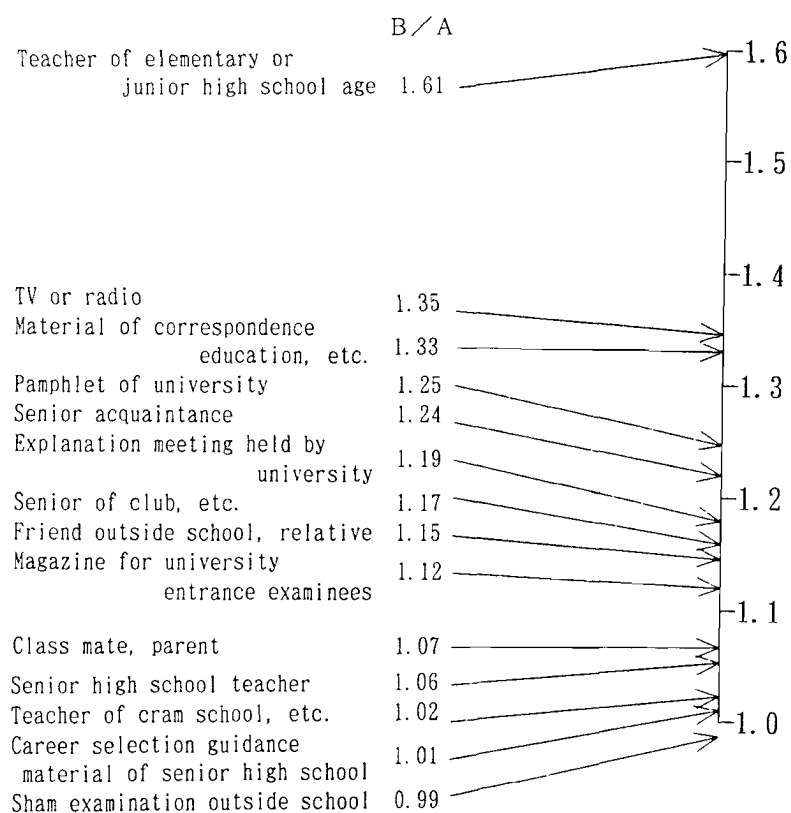 B／A
Teacher of elementary or
junior high school age 1.61
TV or radio 1.35
Material of correspondence
education, etc. 1.33
Pamphlet of university 1.25
Senior acquaintance 1.24
Explanation meeting held by
university 1.19
Senior of club, etc. 1.17
Friend outside school, relative 1.15
Magazine for university
entrance examinees 1.12
Class mate, parent 1.07
Senior high school teacher 1.06
Teacher of cram school, etc. 1.02
Career selection guidance
material of senior high school 1.01
Sham examination outside school 0.99
1.6
1.5
1.4
1.3
1.2
1.1
1.0